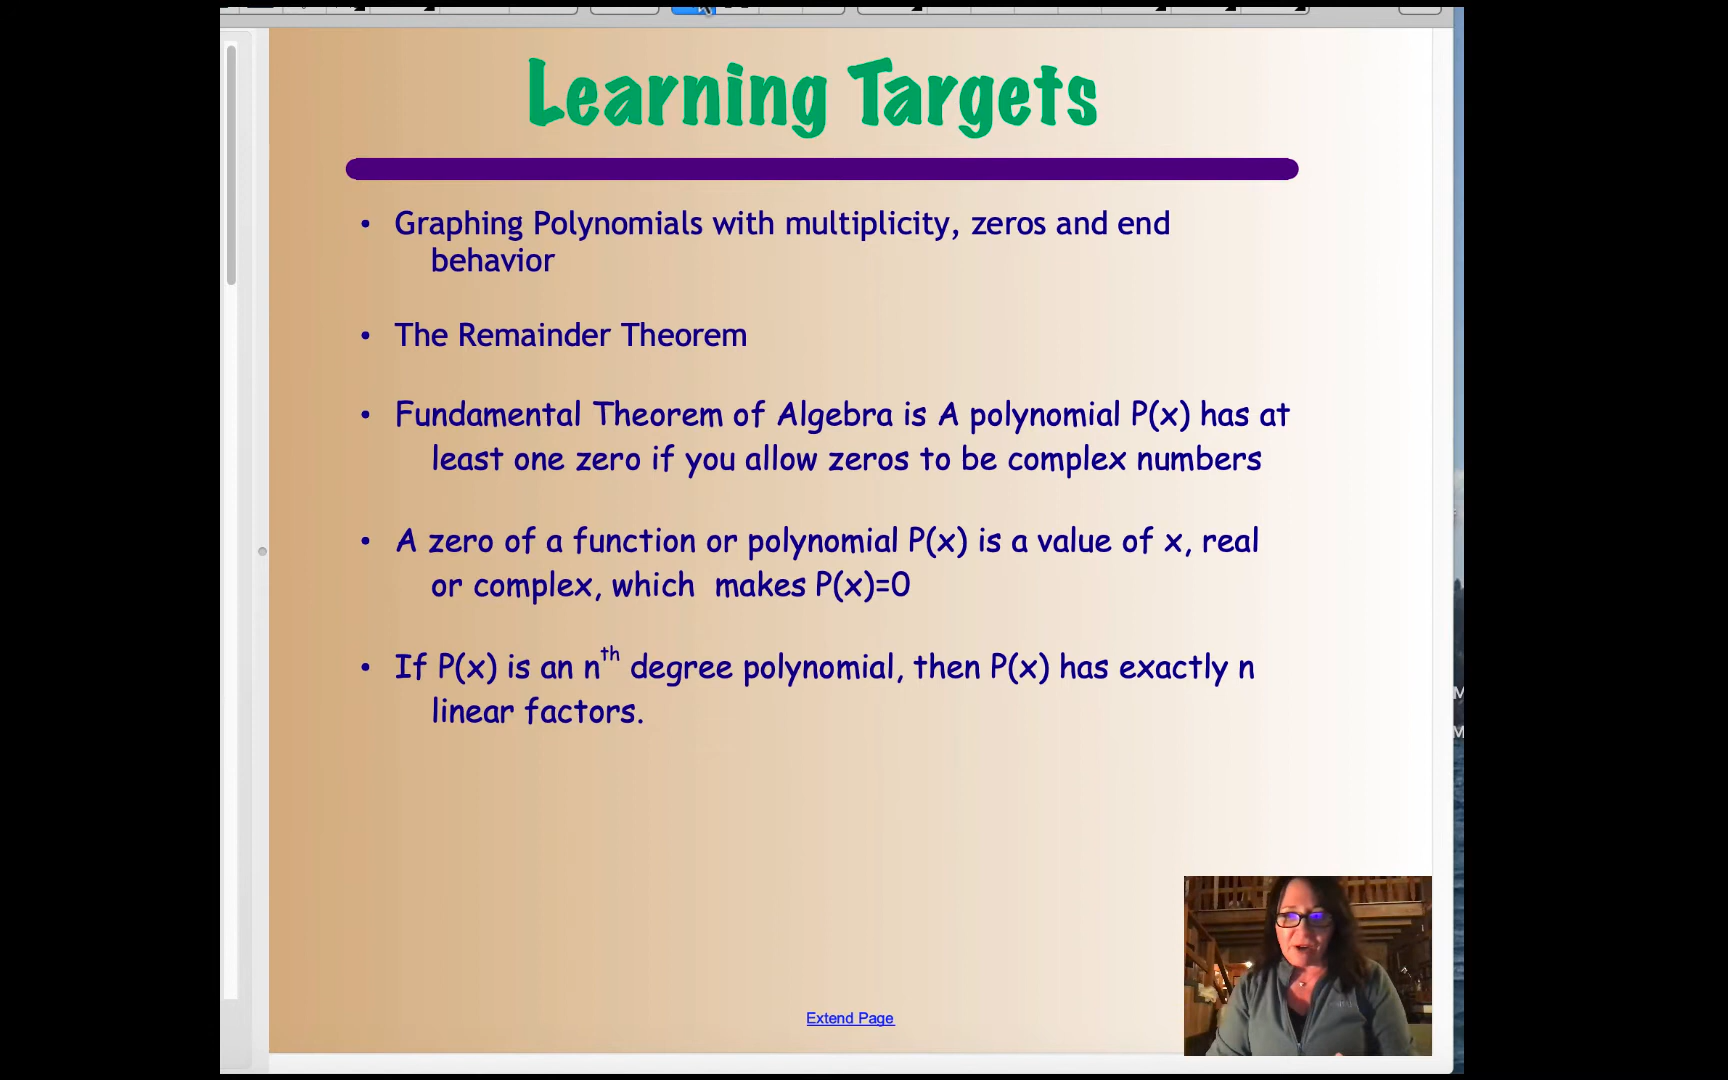 Learning Targets
• Graphing Polynomials with multiplicity, zeros and end
behavior
• The Remainder Theorem
• Fundamental Theorem of Algebra is A polynomial P(x) has at
least one zero if you allow zeros to be complex numbers
• A zero of a function or polynomial P(x) is a value of x, real
or complex, which makes P(x)=0
• If P(x) is an nth degree polynomial, then P(x) has exactly n
linear factors.
M
M
Extend Page